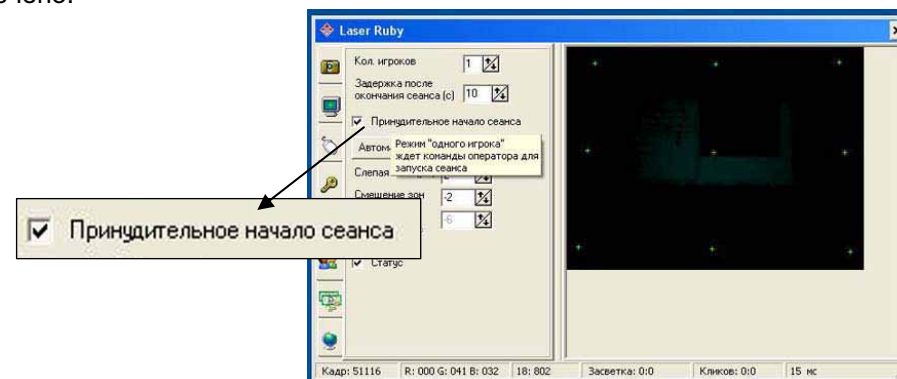 Laser Ruby
Кол. игроков 1
Задержка после
окончания сеанса (с) 10
Принудительное начало сеанса
Режим "одного игрока"
ждет команды оператора для
запуска сеанса
Слепая
Смещение зон -2
-6
Принудительное начало сеанса
Статус
Кадр: 51116 R: 000 G: 041 B: 032 18: 802 Засветка: 0:0 Кликов: 0:0 15 мс